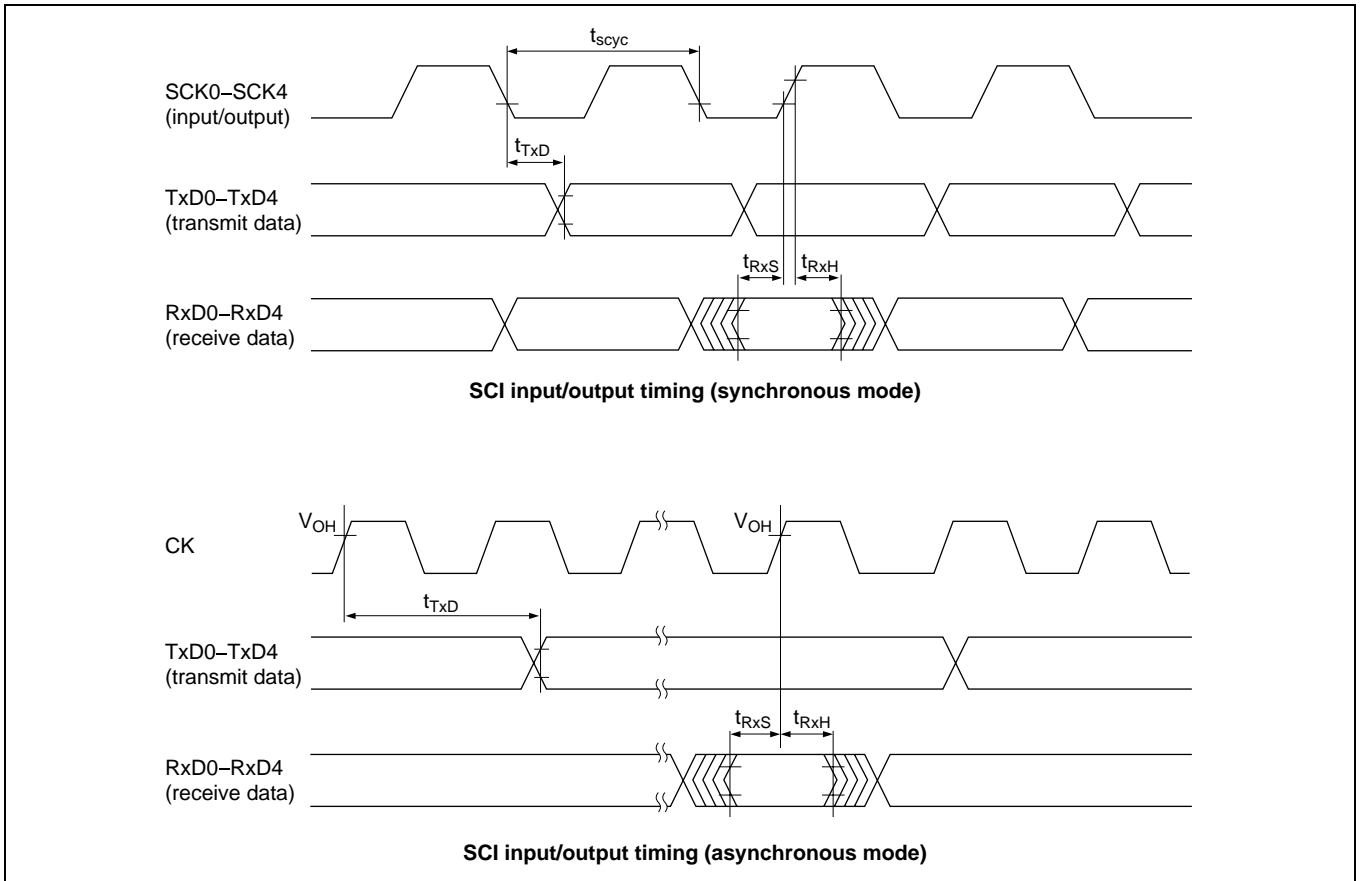 tscyc
SCK0–SCK4
(input/output)
tTxD
TxD0–TxD4
(transmit data)
tRxS tRxH
RxD0–RxD4
(receive data)
SCI input/output timing (synchronous mode)
VOH VOH
CK
tTxD
TxD0–TxD4
(transmit data)
tRxS tRxH
RxD0–RxD4
(receive data)
SCI input/output timing (asynchronous mode)